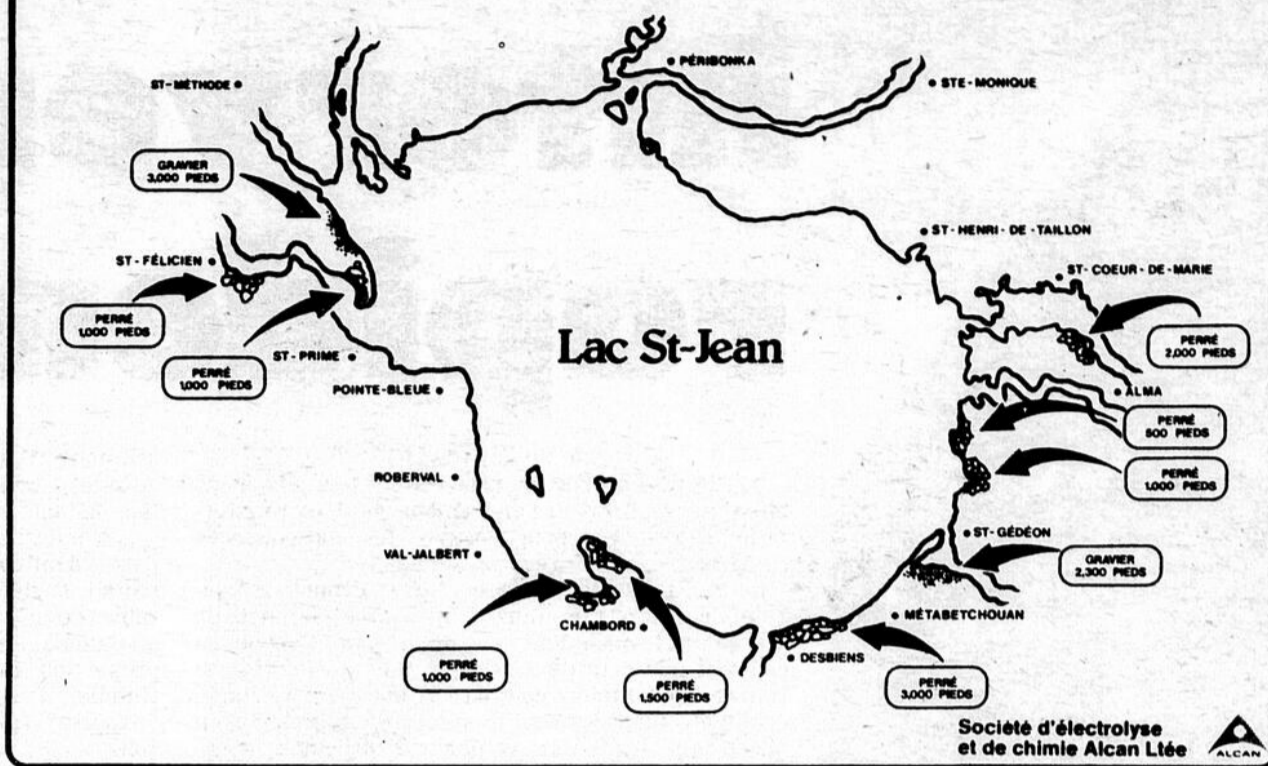 PÉRIBONKA
ST-MÉTHODE
STE-MONIQUE
GRAVIER
3,000 PIEDS
ST-HENRI-DE-TAILLON
ST-FÉLICIEN
ST-COEUR-DE-MARIE
PERRÉ
1,000 PIEDS
PERRÉ
2,000 PIEDS
Lac St-Jean
ST-PRIME
PERRÉ
1,000 PIEDS
POINTE-BLEUE
ALMA
PERRÉ
500 PIEDS
ROBERVAL
PERRÉ
1,000 PIEDS
ST-GÉDÉON
VAL-JALBERT
GRAVIER
2,300 PIEDS
MÉTABETCHOUAN
CHAMBORD
DESBIENS
PERRÉ
1,000 PIEDS
PERRÉ
1,500 PIEDS
PERRÉ
3,000 PIEDS
Société d'électrolyse
et de chimie Alcan Ltée
ALCAN